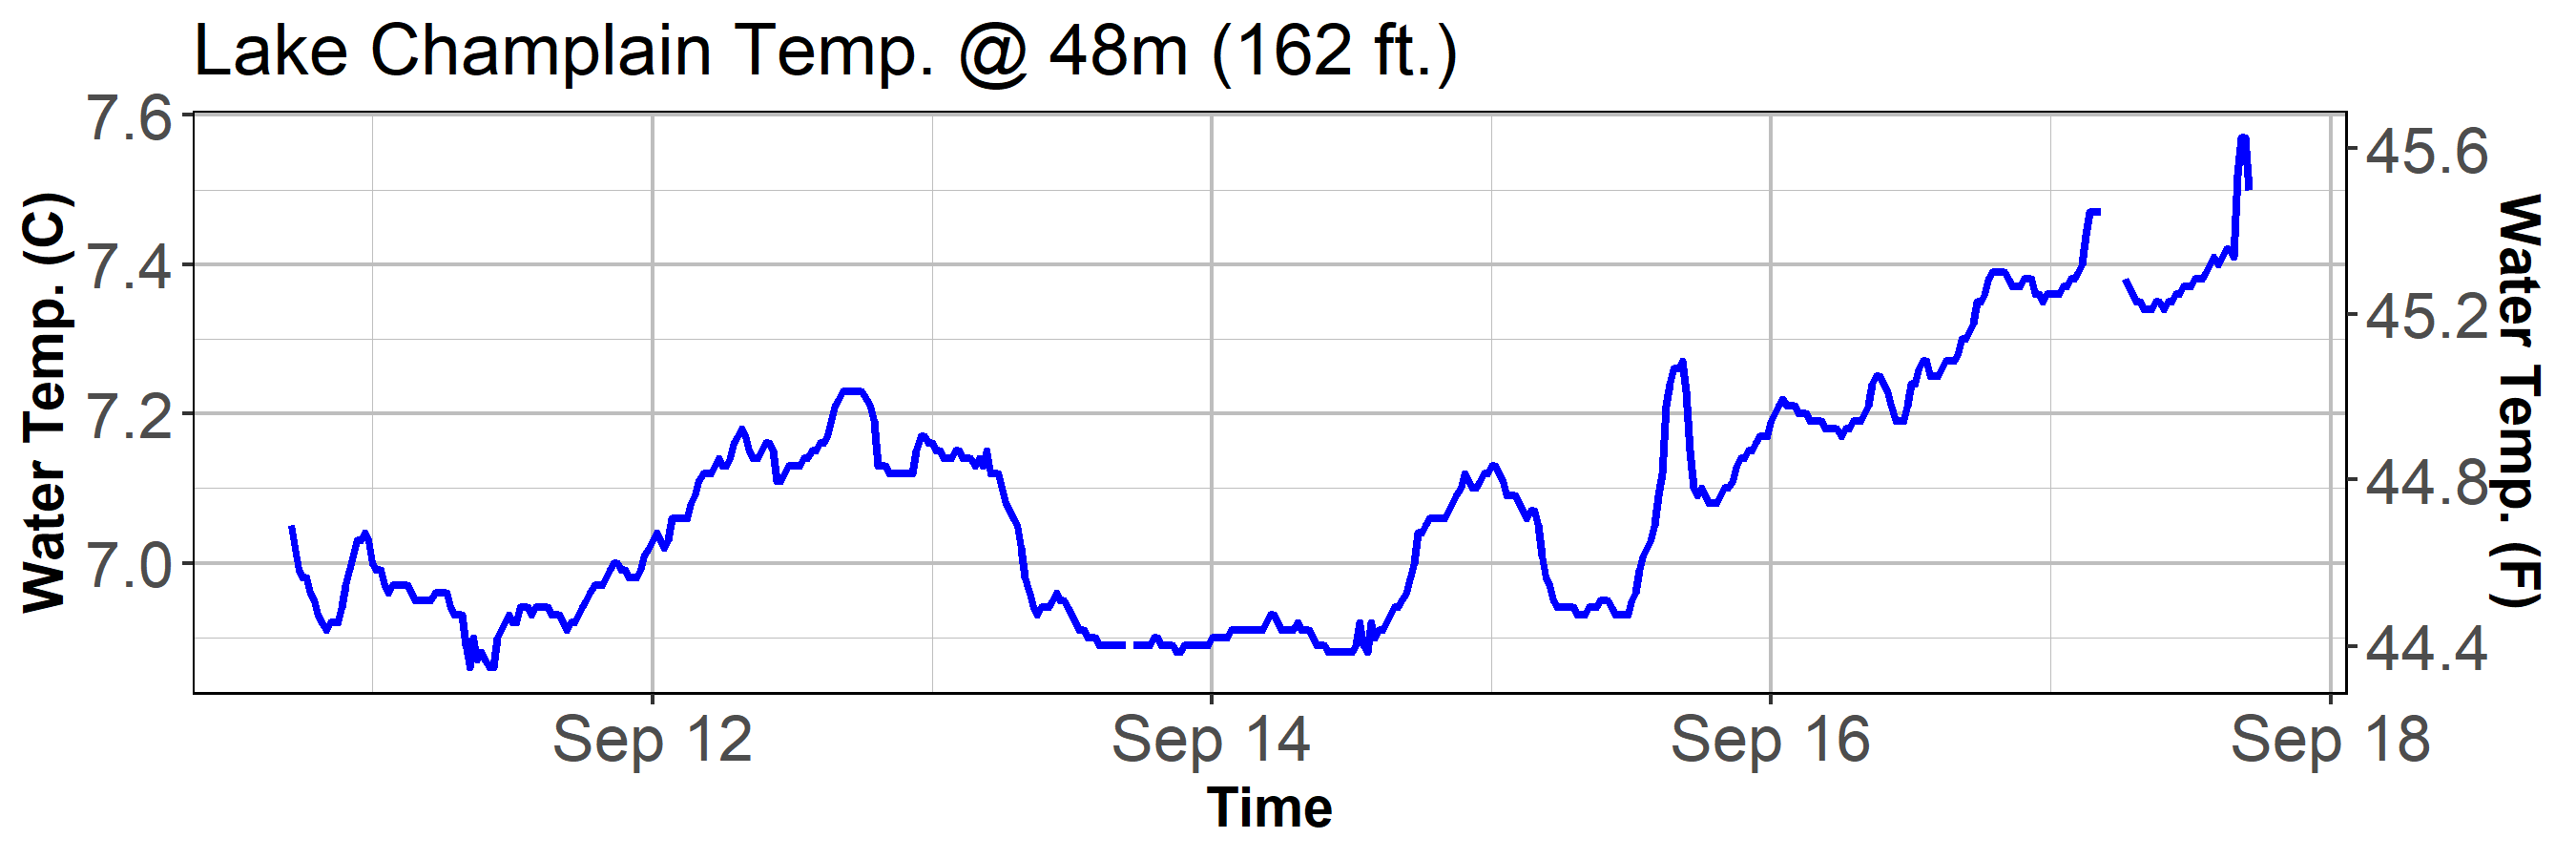 Lake Champlain Temp. @ 48m (162 ft.)
Water Temp. (C)
7.6
7.4
7.2
7.0
45.6
45.2
44.8
44.4
Water Temp. (F)
Sep 12
Sep 14
Sep 16
Sep 18
Time